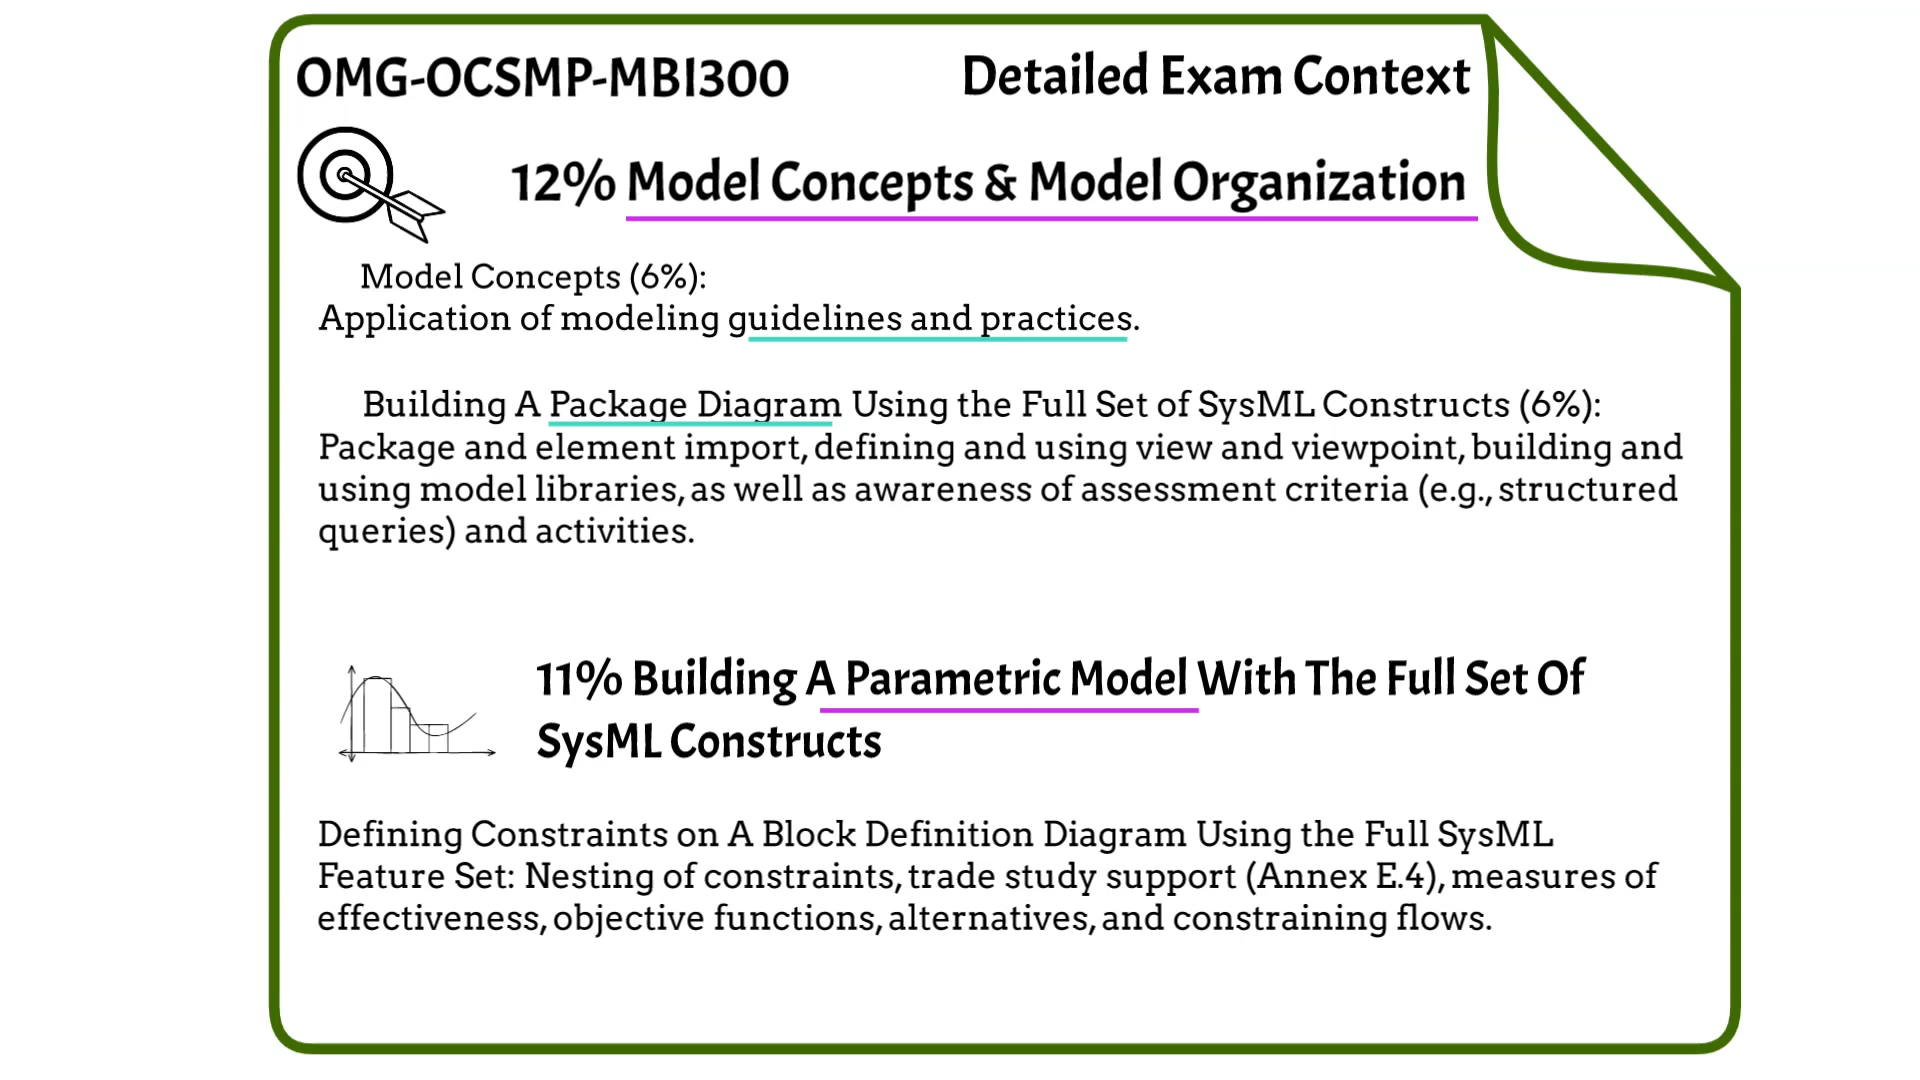 OMG-OCSMP-MBI300
Detailed Exam Context
12% Model Concepts & Model Organization
Model Concepts (6%):
Application of modeling guidelines and practices.
Building A Package Diagram Using the Full Set of SysML Constructs (6%):
Package and element import, defining and using view and viewpoint, building and
using model libraries, as well as awareness of assessment criteria (e.g., structured
queries) and activities.
11% Building A Parametric Model With The Full Set Of
SysML Constructs
Defining Constraints on A Block Definition Diagram Using the Full SysML
Feature Set: Nesting of constraints, trade study support (Annex E.4), measures of
effectiveness, objective functions, alternatives, and constraining flows.